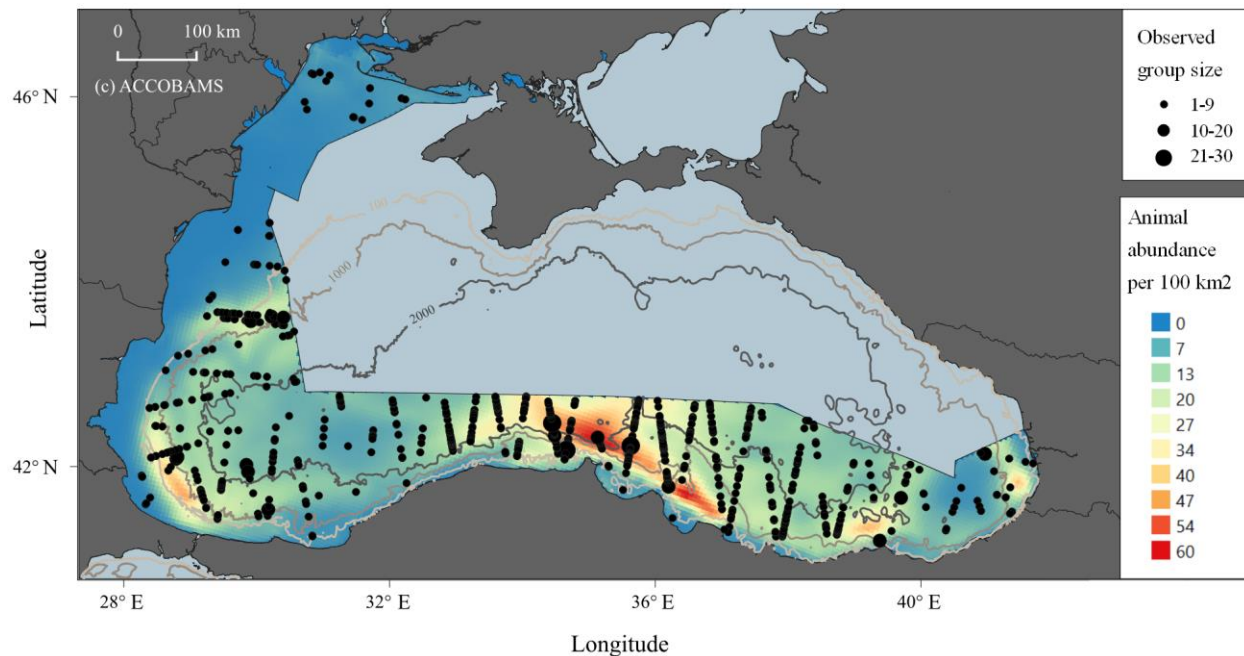 0 100 km
(c) ACCOBAMS
46° N
42° N
Latitude
100
1000
2000
28° E
32° E
36° E
40° E
Longitude
Observed
group size
1-9
10-20
21-30
Animal
abundance
per 100 km2
0
7
13
20
27
34
40
47
54
60